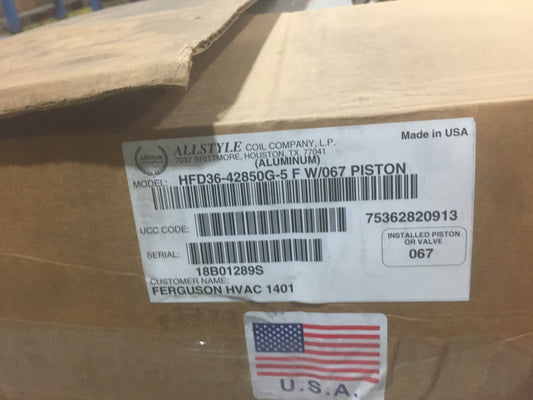 AllStyle
ALLSTYLE COIL COMPANY, L.P.
7037 BRITTMORE, HOUSTON, TX, 77041
(ALUMINUM)
Made in USA
MODEL: HFD36-42850G-5 F W/067 PISTON
UCC CODE: 75362820913
INSTALLED PISTON
OR VALVE
067
SERIAL:
18B01289S
CUSTOMER NAME:
FERGUSON HVAC 1401
U.S.A.